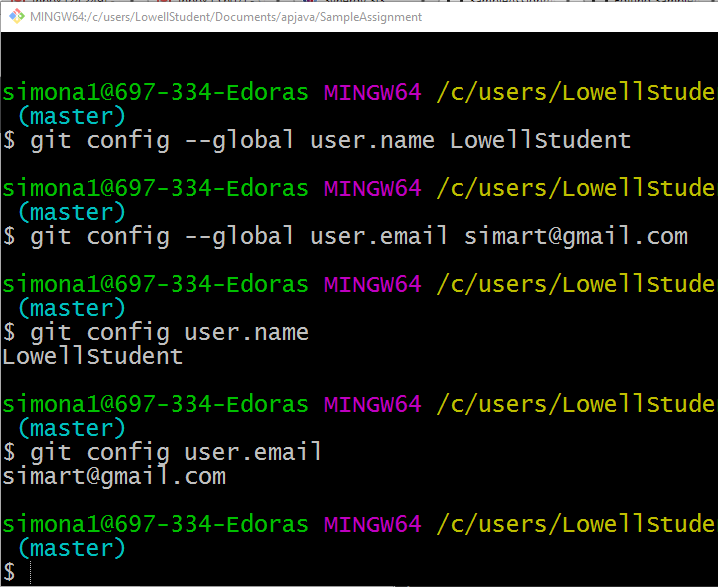 MINGW64:/c/users/LowellStudent/Documents/apjava/SampleAssignment
simona1@697-334-Edoras MINGW64 /c/users/LowellStude
(master)
$ git config --global user.name LowellStudent
simona1@697-334-Edoras MINGW64 /c/users/LowellStude
(master)
$ git config --global user.email simart@gmail.com
simona1@697-334-Edoras MINGW64 /c/users/LowellStude
(master)
$ git config user.name
LowellStudent
simona1@697-334-Edoras MINGW64 /c/users/LowellStude
(master)
$ git config user.email
simart@gmail.com
simona1@697-334-Edoras MINGW64 /c/users/LowellStude
(master)
$